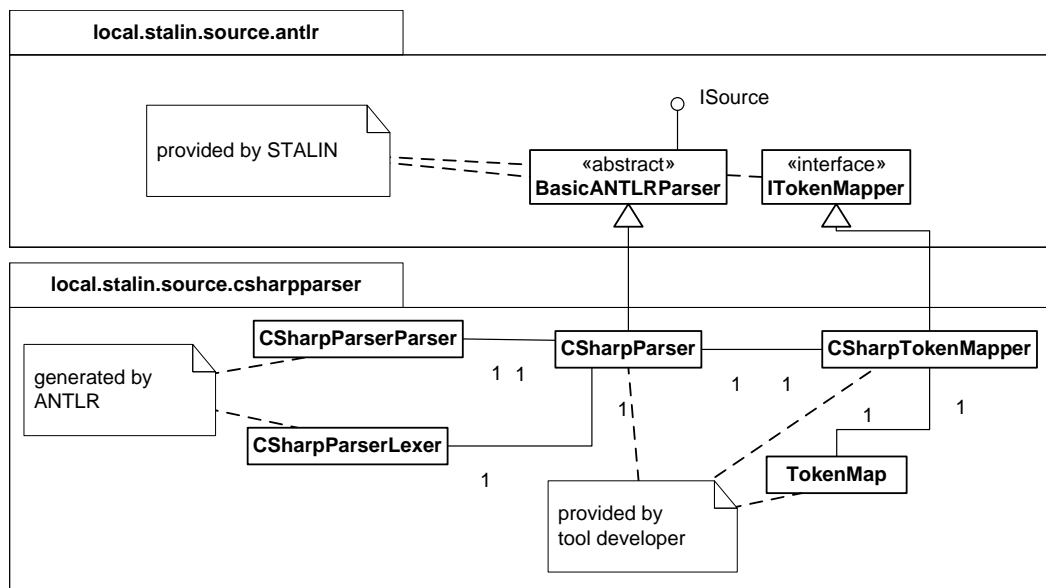 local.stalin.source.antlr
ISource
provided by STALIN
«abstract»
BasicANTLRParser
«interface»
ITokenMapper
local.stalin.source.csharpparser
CSharpParserParser
CSharpParser
CSharpTokenMapper
generated by
ANTLR
1 1
1 1
1
1
1
CSharpParserLexer
1
TokenMap
provided by
tool developer